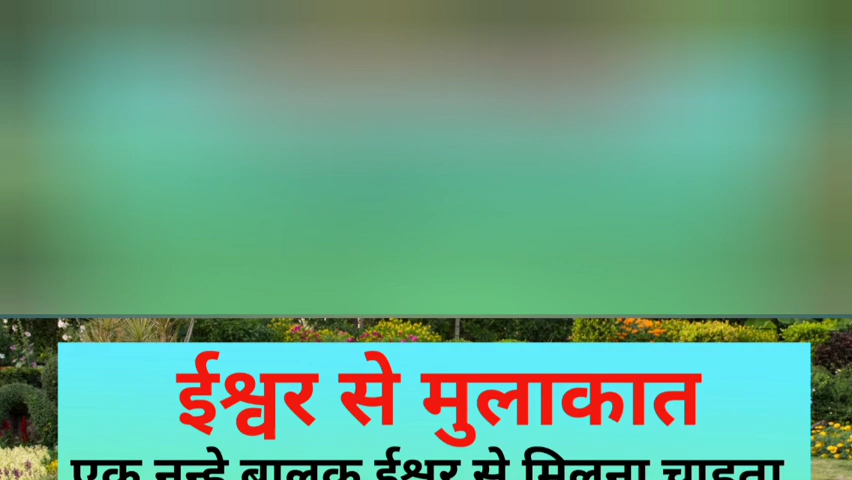 ईश्वर से मुलाकात
एक नन्हे बालक ईश्वर से मिलना चाहता